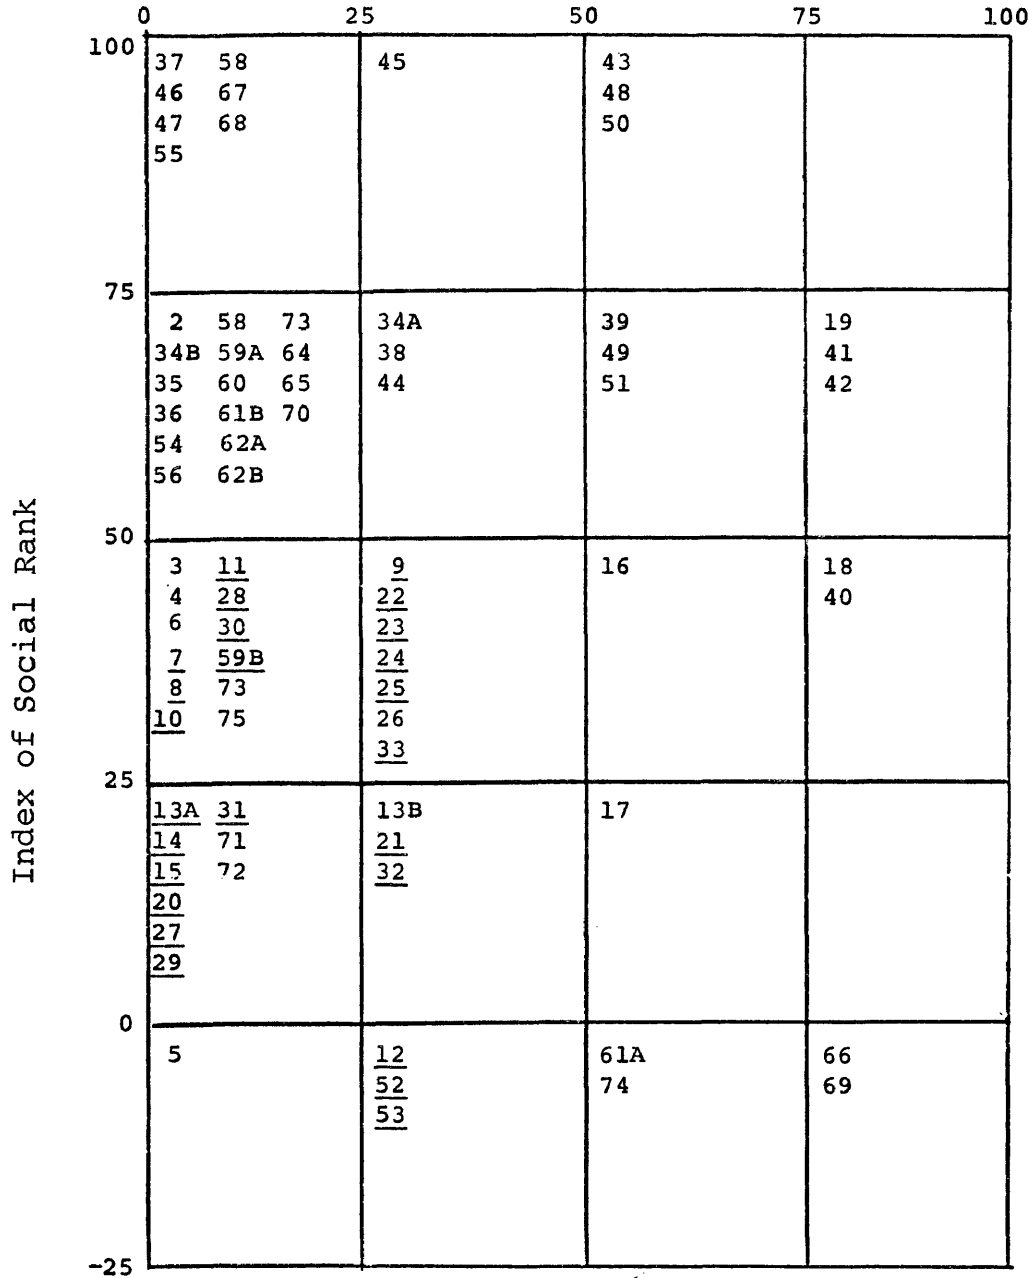 0 25 50 75 100
100
37 58 45 43
46 67 48
47 68 50
55
75
2 58 73 34A 39 19
34B 59A 64 38 49 41
35 60 65 44 51 42
36 61B 70
54 62A
56 62B
50
3 11 9 16 18
4 28 22 40
6 30 23
7 59B 24
8 73 25
10 75 26
33
25
13A 31 13B 17
14 71 21
15 72 32
20
27
29
0
5 12 61A 66
52 74 69
53
-25
Index of Social Rank